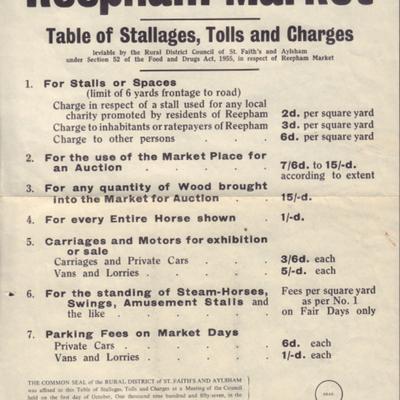 Reepham Market
Table of Stallages, Tolls and Charges
leviable by the Rural District Council of St. Faith's and Aylsham
under Section 52 of the Food and Drugs Act, 1955, in respect of Reepham Market
1. For Stalls or Spaces
(limit of 6 yards frontage to road)
Charge in respect of a stall used for any local
charity promoted by residents of Reepham 2d. per square yard
Charge to inhabitants or ratepayers of Reepham 3d. per square yard
Charge to other persons . . . 6d. per square yard
2. For the use of the Market Place for
an Auction . . . . . 7/6d. to 15/-d.
according to extent
3. For any quantity of Wood brought
into the Market for Auction . 15/-d.
4. For every Entire Horse shown . 1/-d.
5. Carriages and Motors for exhibition
or sale
Carriages and Private Cars . . . 3/6d. each
Vans and Lorries . . . . 5/-d. each
6. For the standing of Steam-Horses,
Swings, Amusement Stalls and
the like . . . . .
Fees per square yard
as per No. 1
on Fair Days only
7. Parking Fees on Market Days
Private Cars . . . . . 6d. each
Vans and Lorries . . . . 1/-d. each
THE COMMON SEAL of the RURAL DISTRICT of ST. FAITH'S AND AYLSHAM
was affixed to this Table of Stallages, Tolls and Charges at a Meeting of the Council
held on the first day of October, One thousand nine hundred and fifty-seven, in the
SEAL